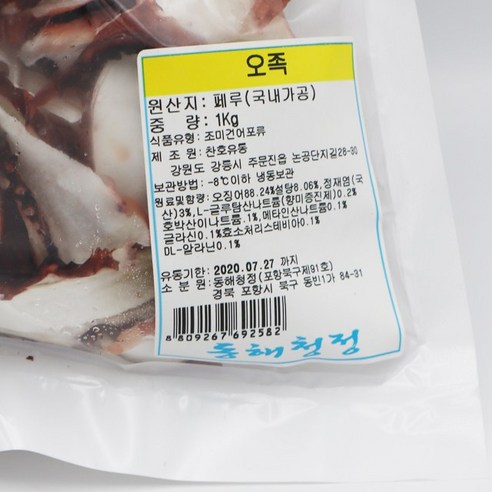 오족
원산지: 페루(국내가공)
중 량: 1Kg
식품유형: 조미건어포류
제 조 원: 찬호유통
강원도 강릉시 주문진읍 농공단지길28-30
보관방법: -8℃이하 냉동보관
원료및함량: 오징어88.24%설탕8.06%,정제염(국
산)3%,L-글루탐산나트륨(향미증진제)0.2%
호박산이나트륨.1%,메타인산나트륨0.1%
글라신0.1%효소처리스테비아0.1%
DL-알라닌0.1%
유통기한: 2020.07.27 까지
소 분 원: 동해청정(포항북구제91호)
경북 포항시 북구 동빈1가 84-31
8809267692582
동해청정